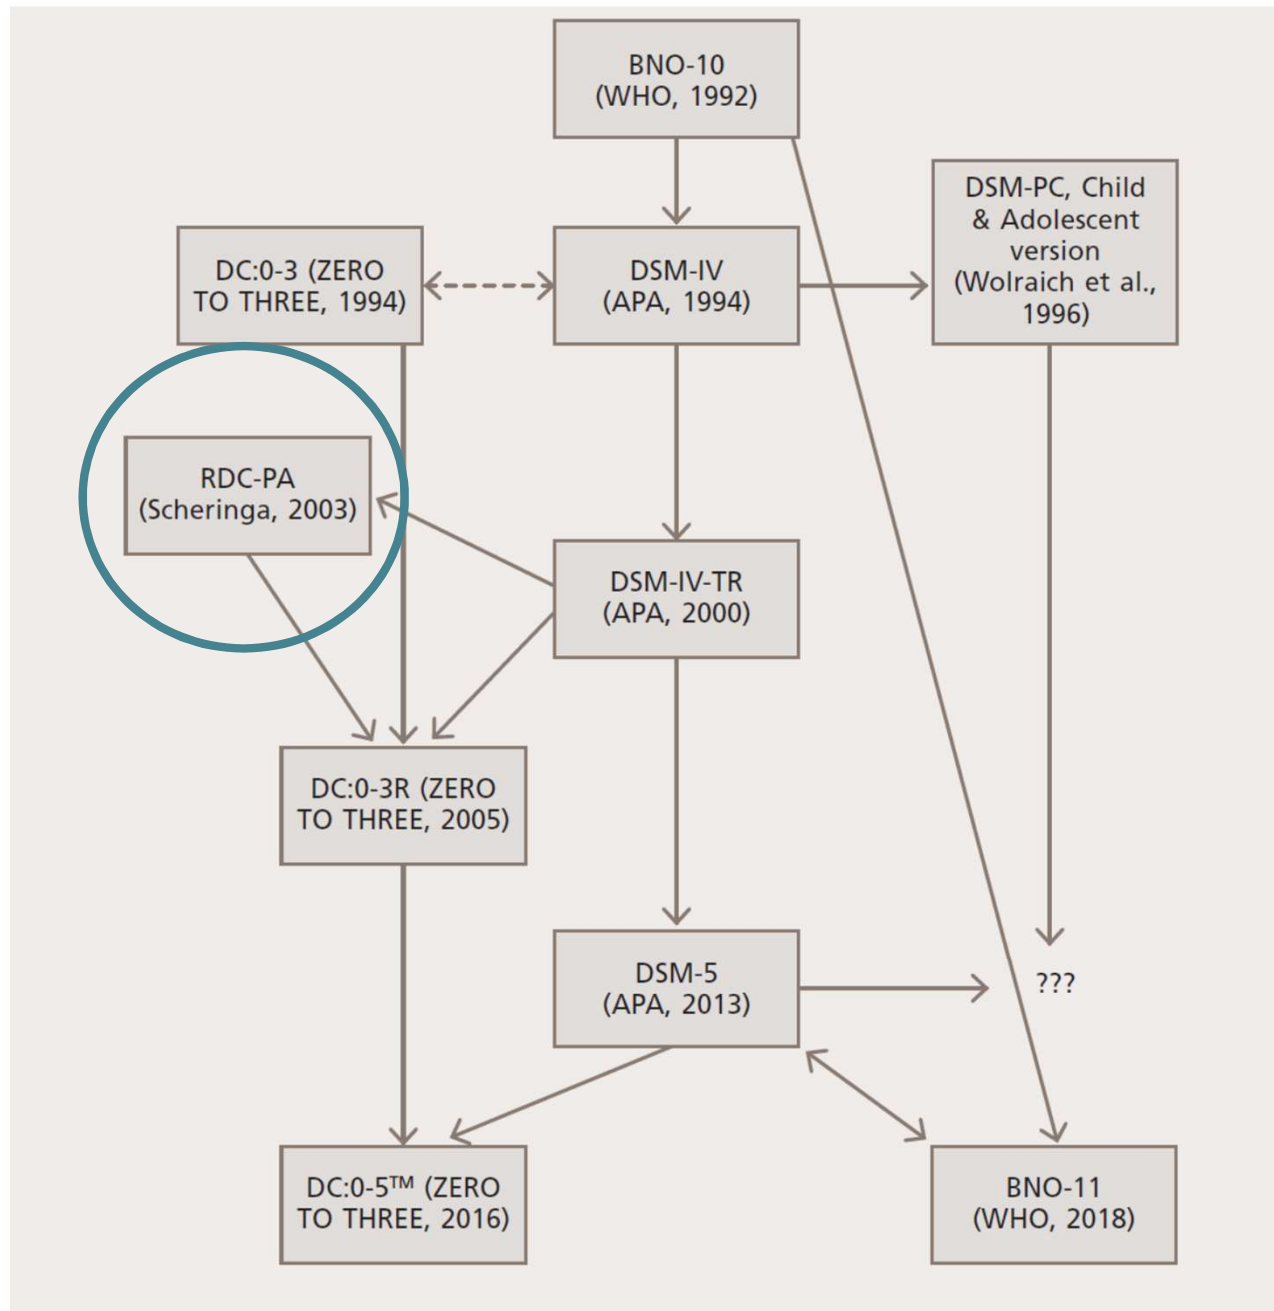 BNO-10
(WHO, 1992)
DSM-PC, Child
& Adolescent
version
(Wolraich et al.,
1996)
DC:0-3 (ZERO
TO THREE, 1994)
DSM-IV
(APA, 1994)
RDC-PA
(Scheringa, 2003)
DSM-IV-TR
(APA, 2000)
DC:0-3R (ZERO
TO THREE, 2005)
DSM-5
(APA, 2013)
???
DC:0-5™ (ZERO
TO THREE, 2016)
BNO-11
(WHO, 2018)